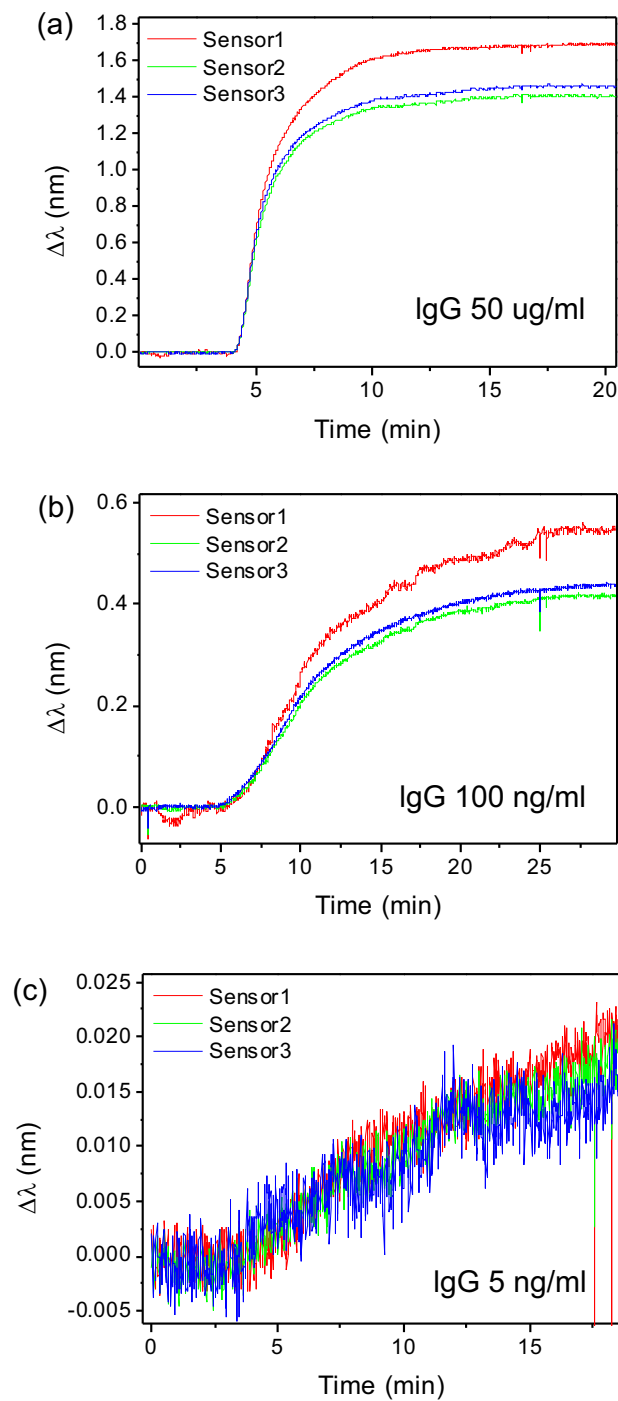 (a)
1.8
1.6
1.4
1.2
1.0
0.8
0.6
0.4
0.2
0.0
Δλ (nm)
Sensor1
Sensor2
Sensor3
IgG 50 ug/ml
5 10 15 20
Time (min)
(b)
0.6
0.4
0.2
0.0
Δλ (nm)
Sensor1
Sensor2
Sensor3
IgG 100 ng/ml
0 5 10 15 20 25
Time (min)
(c)
0.025
0.020
0.015
0.010
0.005
0.000
-0.005
Δλ (nm)
Sensor1
Sensor2
Sensor3
IgG 5 ng/ml
0 5 10 15
Time (min)